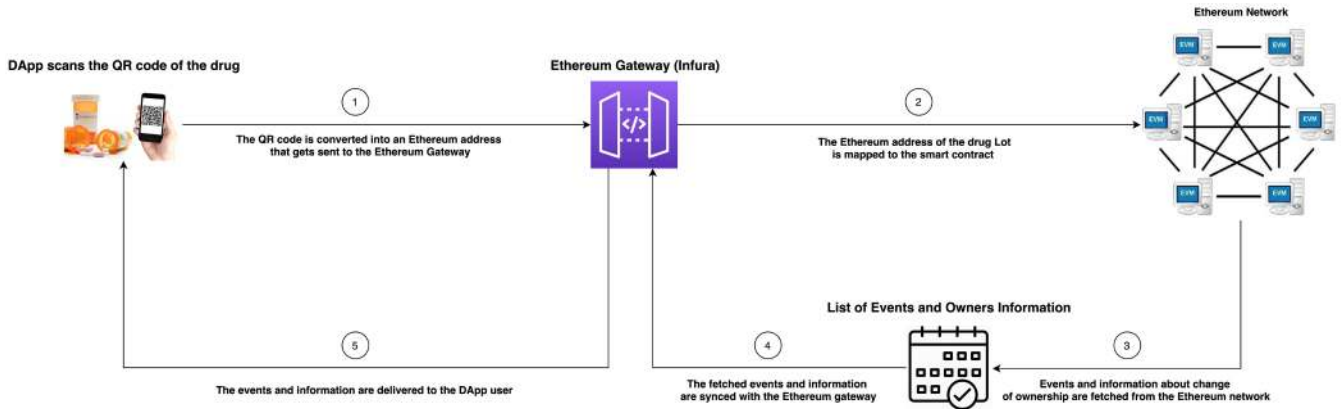 Ethereum Network
DApp scans the QR code of the drug
Ethereum Gateway (Infura)
EVM
EVM
1
2
</>
The QR code is converted into an Ethereum address
that gets sent to the Ethereum Gateway
The Ethereum address of the drug Lot
is mapped to the smart contract
EVM
EVM
EVM
EVM
List of Events and Owners Information
5
4
3
The events and information are delivered to the DApp user
The fetched events and information
are synced with the Ethereum gateway
Events and information about change
of ownership are fetched from the Ethereum network